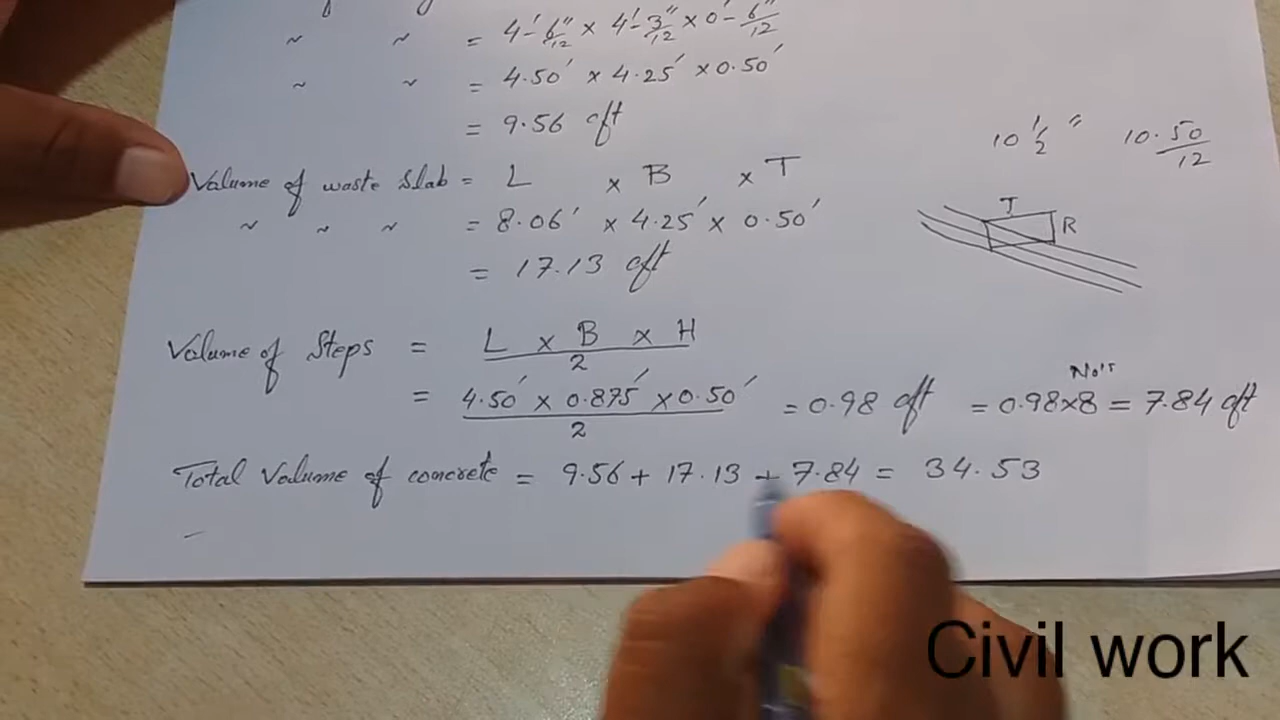 ~ ~ = 4'-6"/12 × 4'-3"/12 × 0'-6"/12
~ ~ = 4.50' × 4.25' × 0.50'
= 9.56 cft
10 1/2" 10.50/12
Volume of waste slab = L × B × T
~ ~ ~ = 8.06' × 4.25' × 0.50'
T
R
= 17.13 cft
Volume of Steps = L × B × H / 2
= 4.50' × 0.875' × 0.50' / 2 = 0.98 cft = 0.98×8 = 7.84 cft
Total Volume of concrete = 9.56 + 17.13 + 7.84 = 34.53
Civil work